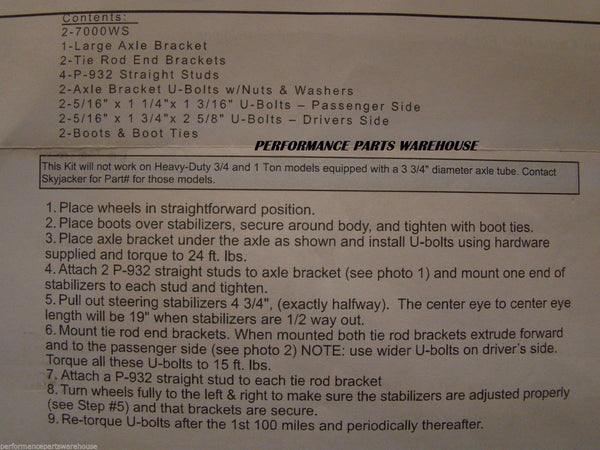 Contents:
2-7000WS
1-Large Axle Bracket
2-Tie Rod End Brackets
4-P-932 Straight Studs
2-Axle Bracket U-Bolts w/Nuts & Washers
2-5/16" x 1 1/4"x 1 3/16" U-Bolts – Passenger Side
2-5/16" x 1 3/4"x 2 5/8" U-Bolts – Drivers Side
2-Boots & Boot Ties
PERFORMANCE PARTS WAREHOUSE
This Kit will not work on Heavy-Duty 3/4 and 1 Ton models equipped with a 3 3/4" diameter axle tube. Contact
Skyjacker for Part# for those models.
1. Place wheels in straightforward position.
2. Place boots over stabilizers, secure around body, and tighten with boot ties.
3. Place axle bracket under the axle as shown and install U-bolts using hardware
supplied and torque to 24 ft. lbs.
4. Attach 2 P-932 straight studs to axle bracket (see photo 1) and mount one end of
stabilizers to each stud and tighten.
5. Pull out steering stabilizers 4 3/4", (exactly halfway). The center eye to center eye
length will be 19" when stabilizers are 1/2 way out.
6. Mount tie rod end brackets. When mounted both tie rod brackets extrude forward
and to the passenger side (see photo 2) NOTE: use wider U-bolts on driver's side.
Torque all these U-bolts to 15 ft. lbs.
7. Attach a P-932 straight stud to each tie rod bracket
8. Turn wheels fully to the left & right to make sure the stabilizers are adjusted properly
(see Step #5) and that brackets are secure.
9. Re-torque U-bolts after the 1st 100 miles and periodically thereafter.
performancepartswarehouse